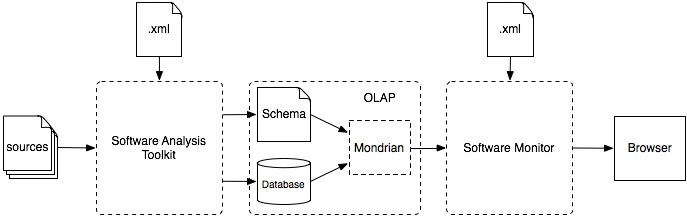 .xml
.xml
OLAP
Schema
sources
Software Analysis
Toolkit
Mondrian
Software Monitor
Browser
Database